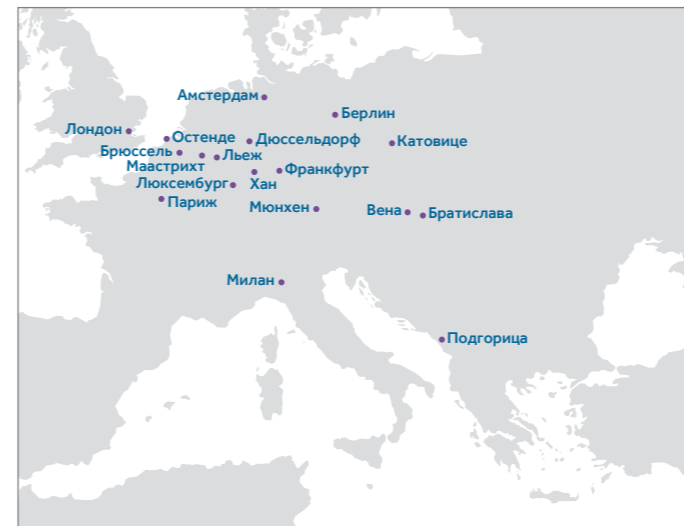 Амстердам
Берлин
Лондон
Остенде
Дюссельдорф
Катовице
Брюссель
Льеж
Маастрихт
Франкфурт
Люксембург
Хан
Париж
Мюнхен
Вена
Братислава
Милан
Подгорица